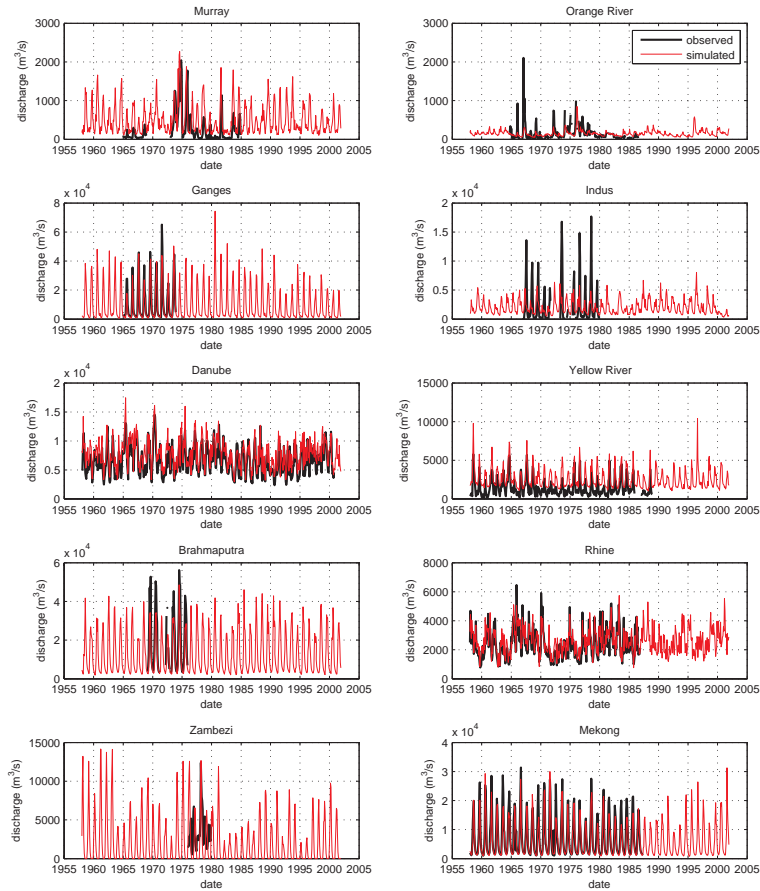 Murray
3000
2000
1000
0
discharge (m³/s)
1955 1960 1965 1970 1975 1980 1985 1990 1995 2000 2005
date
Orange River
observed
simulated
3000
2000
1000
0
discharge (m³/s)
1955 1960 1965 1970 1975 1980 1985 1990 1995 2000 2005
date
Ganges
x 10⁴
8
6
4
2
0
discharge (m³/s)
1955 1960 1965 1970 1975 1980 1985 1990 1995 2000 2005
date
Indus
x 10⁴
2
1.5
1
0.5
0
discharge (m³/s)
1955 1960 1965 1970 1975 1980 1985 1990 1995 2000 2005
date
Danube
x 10⁴
2
1.5
1
0.5
0
discharge (m³/s)
1955 1960 1965 1970 1975 1980 1985 1990 1995 2000 2005
date
Yellow River
15000
10000
5000
0
discharge (m³/s)
1955 1960 1965 1970 1975 1980 1985 1990 1995 2000 2005
date
Brahmaputra
x 10⁴
6
4
2
0
discharge (m³/s)
1955 1960 1965 1970 1975 1980 1985 1990 1995 2000 2005
date
Rhine
8000
6000
4000
2000
0
discharge (m³/s)
1955 1960 1965 1970 1975 1980 1985 1990 1995 2000 2005
date
Zambezi
15000
10000
5000
0
discharge (m³/s)
1955 1960 1965 1970 1975 1980 1985 1990 1995 2000 2005
date
Mekong
x 10⁴
4
3
2
1
0
discharge (m³/s)
1955 1960 1965 1970 1975 1980 1985 1990 1995 2000 2005
date